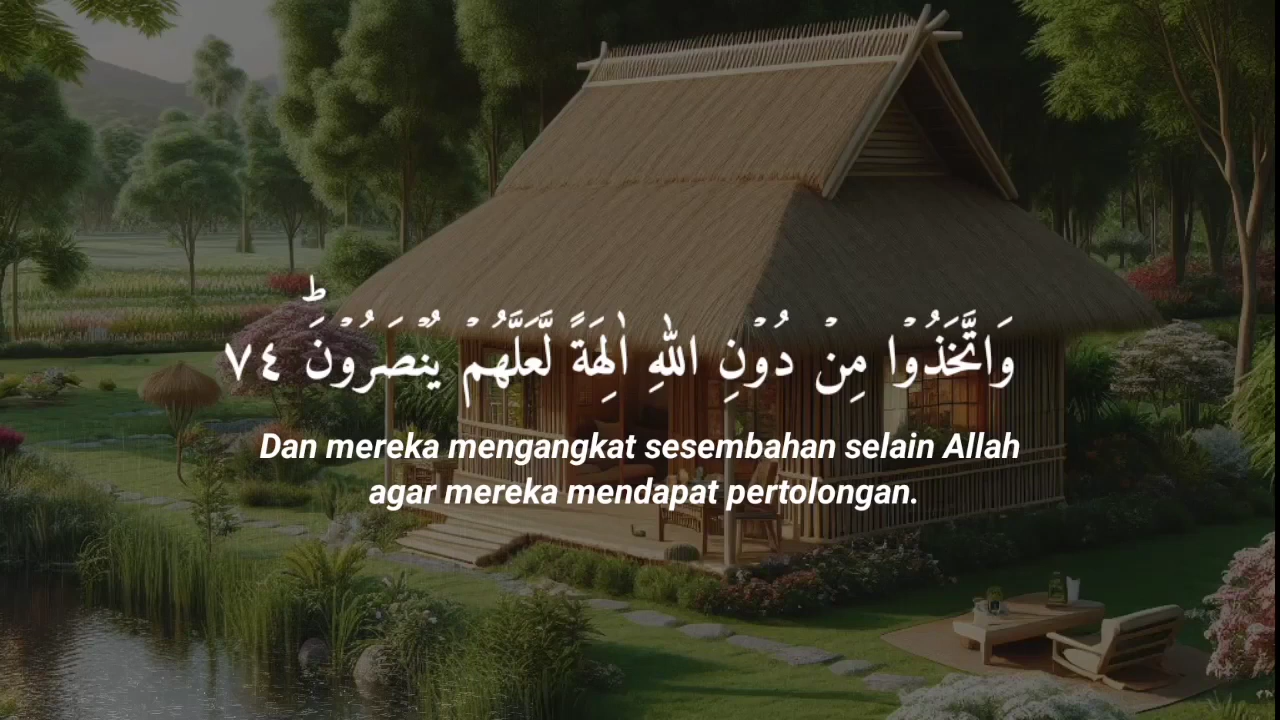 وَاتَّخَذُوْا مِنْ دُوْنِ اللّٰهِ اٰلِهَةً لَّعَلَّهُمْ يُنْصَرُوْنَ ۗ ٧٤
Dan mereka mengangkat sesembahan selain Allah
agar mereka mendapat pertolongan.